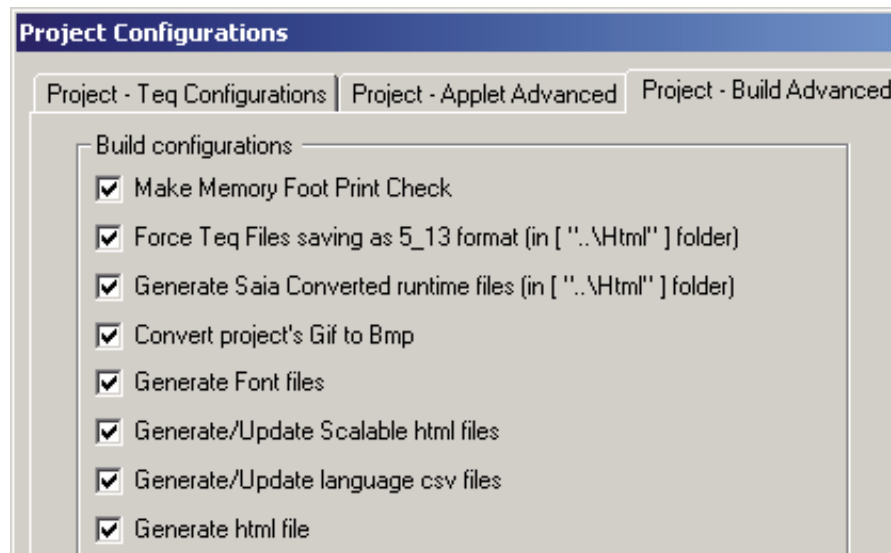 Project Configurations
Project - Teq Configurations Project - Applet Advanced Project - Build Advanced
Build configurations
Make Memory Foot Print Check
Force Teq Files saving as 5_13 format (in [ "..\Html" ] folder)
Generate Saia Converted runtime files (in [ "..\Html" ] folder)
Convert project's Gif to Bmp
Generate Font files
Generate/Update Scalable html files
Generate/Update language csv files
Generate html file